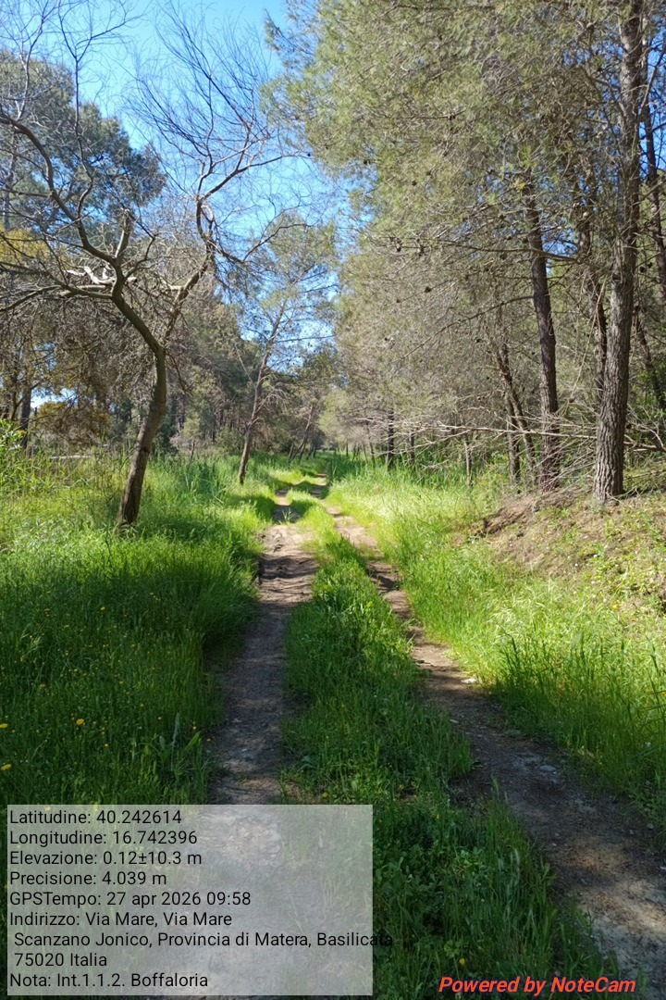 Latitudine: 40.242614
Longitudine: 16.742396
Elevazione: 0.12±10.3 m
Precisione: 4.039 m
GPSTempo: 27 apr 2026 09:58
Indirizzo: Via Mare, Via Mare
Scanzano Jonico, Provincia di Matera, Basilicata
75020 Italia
Nota: Int.1.1.2. Boffaloria
Powered by NoteCam